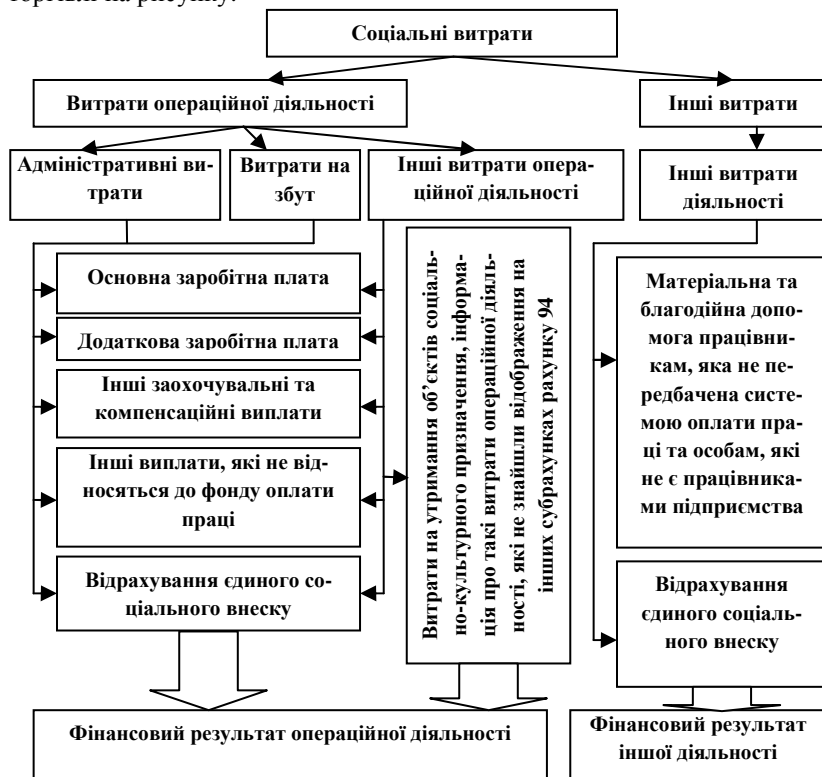 Соціальні витрати
Витрати операційної діяльності
Інші витрати
Адміністративні ви-
трати
Витрати на
збут
Інші витрати опера-
ційної діяльності
Інші витрати
діяльності
Основна заробітна плата
Додаткова заробітна плата
Інші заохочувальні та
компенсаційні виплати
Інші виплати, які не від-
носяться до фонду оплати
праці
Відрахування єдиного со-
ціального внеску
Витрати на утримання об’єктів соціаль-
но-культурного призначення, інформа-
ція про такі витрати операційної діяль-
ності, які не знайшли відображення на
інших субрахунках рахунку 94
Матеріальна та
благодійна допо-
мога працівни-
кам, яка не пе-
редбачена систе-
мою оплати пра-
ці та особам, які
не є працівника-
ми підприємства
Відрахування
єдиного соціаль-
ного внеску
Фінансовий результат операційної діяльності
Фінансовий результат
іншої діяльності